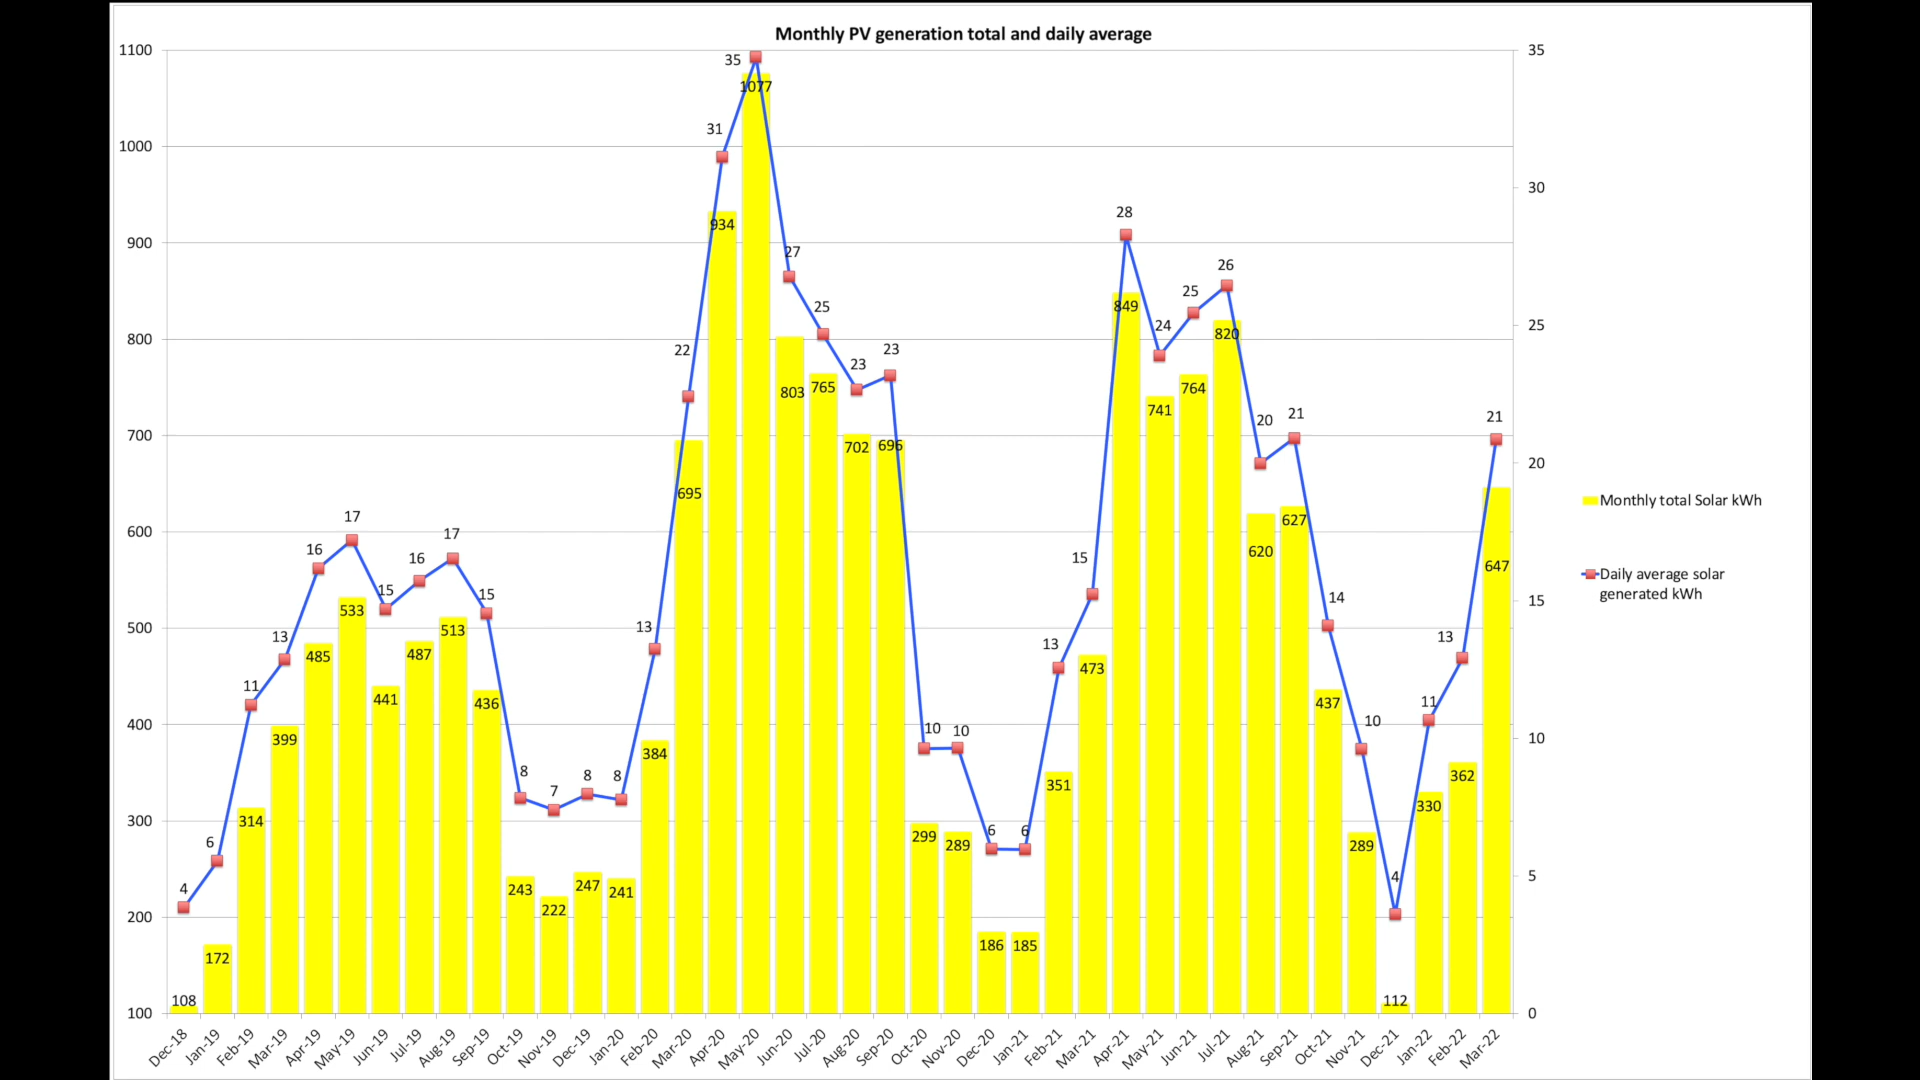 Monthly PV generation total and daily average
1100
1000
900
800
700
600
500
400
300
200
100
35
30
25
20
15
10
5
0
4
6
11
13
16
17
15
16
17
15
8
7
8
8
13
22
31
35
27
25
23
23
10
10
6
6
13
15
28
24
25
26
20
21
14
10
4
11
13
21
108
172
314
399
485
533
441
487
513
436
243
222
247
241
384
695
934
1077
803
765
702
696
299
289
186
185
351
473
849
741
764
820
620
627
437
289
112
330
362
647
Dec-18
Jan-19
Feb-19
Mar-19
Apr-19
May-19
Jun-19
Jul-19
Aug-19
Sep-19
Oct-19
Nov-19
Dec-19
Jan-20
Feb-20
Mar-20
Apr-20
May-20
Jun-20
Jul-20
Aug-20
Sep-20
Oct-20
Nov-20
Dec-20
Jan-21
Feb-21
Mar-21
Apr-21
May-21
Jun-21
Jul-21
Aug-21
Sep-21
Oct-21
Nov-21
Dec-21
Jan-22
Feb-22
Mar-22
Monthly total Solar kWh
Daily average solar
generated kWh